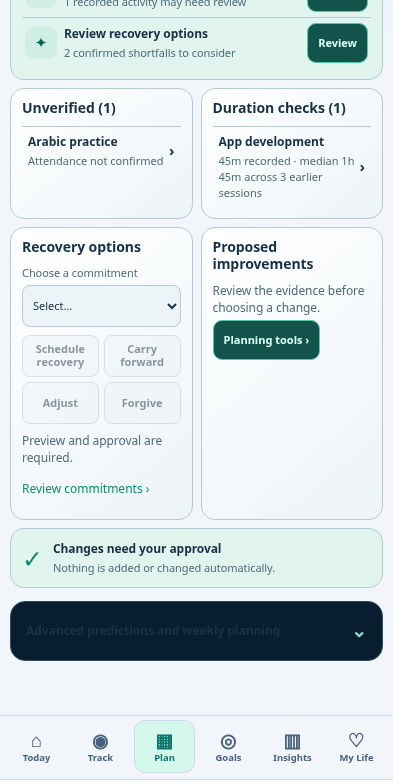 1 recorded activity may need review
Review recovery options
2 confirmed shortfalls to consider
Review
Unverified (1)
Arabic practice
Attendance not confirmed
›
Duration checks (1)
App development
45m recorded · median 1h
45m across 3 earlier
sessions
›
Recovery options
Choose a commitment
Select...
Schedule
recovery
Carry
forward
Adjust
Forgive
Preview and approval are
required.
Review commitments ›
Proposed
improvements
Review the evidence before
choosing a change.
Planning tools ›
Changes need your approval
Nothing is added or changed automatically.
Advanced predictions and weekly planning
Today
Track
Plan
Goals
Insights
My Life